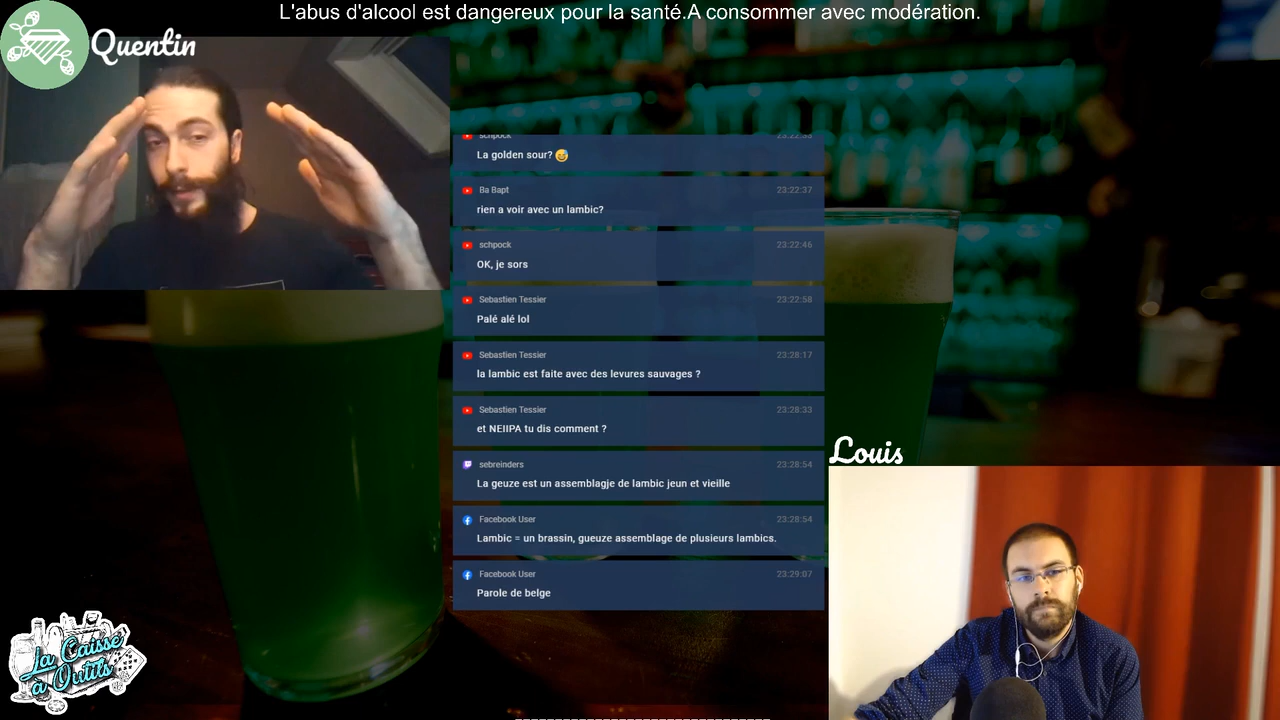 L'abus d'alcool est dangereux pour la santé.A consommer avec modération.
Quentin
schpock 23:22:33
La golden sour?
Ba Bapt 23:22:37
rien a voir avec un lambic?
schpock 23:22:46
OK, je sors
Sebastien Tessier 23:22:58
Palé alé lol
Sebastien Tessier 23:28:17
la lambic est faite avec des levures sauvages ?
Sebastien Tessier 23:28:33
et NEIIPA tu dis comment ?
sebreinders 23:28:54
La geuze est un assemblagje de lambic jeun et vieille
Facebook User 23:28:54
Lambic = un brassin, gueuze assemblage de plusieurs lambics.
Facebook User 23:29:07
Parole de belge
Louis
La Caisse
à Outils